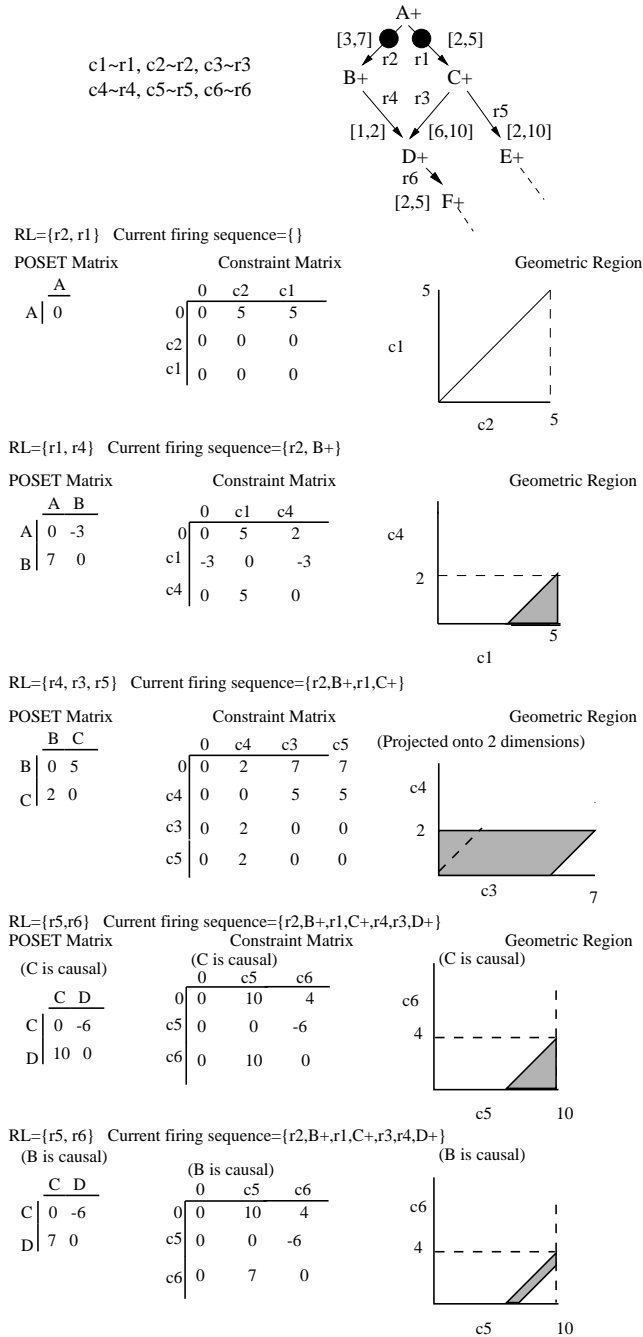 A+
[3,7] [2,5]
r2 r1
c1~r1, c2~r2, c3~r3
c4~r4, c5~r5, c6~r6
B+ C+
r4 r3 r5
[1,2] [6,10] [2,10]
D+ E+
r6
[2,5] F+
RL={r2, r1} Current firing sequence={}
POSET Matrix Constraint Matrix Geometric Region
A
A 0
0 c2 c1
0 0 5 5
c2 0 0 0
c1 0 0 0
5
c1
c2 5
RL={r1, r4} Current firing sequence={r2, B+}
POSET Matrix Constraint Matrix Geometric Region
A B
A 0 -3
B 7 0
0 c1 c4
0 0 5 2
c1 -3 0 -3
c4 0 5 0
c4
2
5
c1
RL={r4, r3, r5} Current firing sequence={r2,B+,r1,C+}
POSET Matrix Constraint Matrix Geometric Region
B C
B 0 5
C 2 0
0 c4 c3 c5
0 0 2 7 7
c4 0 0 5 5
c3 0 2 0 0
c5 0 2 0 0
(Projected onto 2 dimensions)
c4
2
c3 7
RL={r5,r6} Current firing sequence={r2,B+,r1,C+,r4,r3,D+}
POSET Matrix Constraint Matrix Geometric Region
(C is causal) (C is causal) (C is causal)
C D
C 0 -6
D 10 0
0 c5 c6
0 0 10 4
c5 0 0 -6
c6 0 10 0
c6
4
c5 10
RL={r5, r6} Current firing sequence={r2,B+,r1,C+,r3,r4,D+}
(B is causal) (B is causal) (B is causal)
C D
C 0 -6
D 7 0
0 c5 c6
0 0 10 4
c5 0 0 -6
c6 0 7 0
c6
4
c5 10